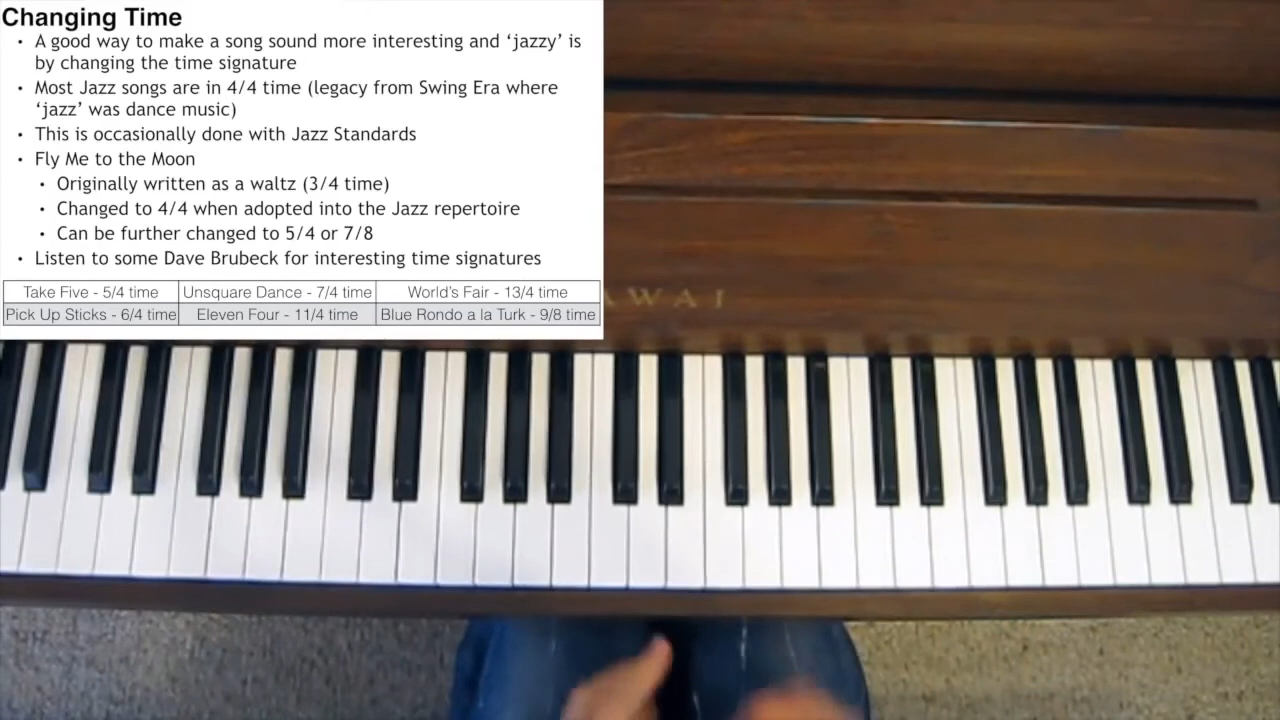 Changing Time
• A good way to make a song sound more interesting and ‘jazzy’ is
by changing the time signature
• Most Jazz songs are in 4/4 time (legacy from Swing Era where
‘jazz’ was dance music)
• This is occasionally done with Jazz Standards
• Fly Me to the Moon
• Originally written as a waltz (3/4 time)
• Changed to 4/4 when adopted into the Jazz repertoire
• Can be further changed to 5/4 or 7/8
• Listen to some Dave Brubeck for interesting time signatures
Take Five - 5/4 time Unsquare Dance - 7/4 time World’s Fair - 13/4 time
Pick Up Sticks - 6/4 time Eleven Four - 11/4 time Blue Rondo a la Turk - 9/8 time
AWAI